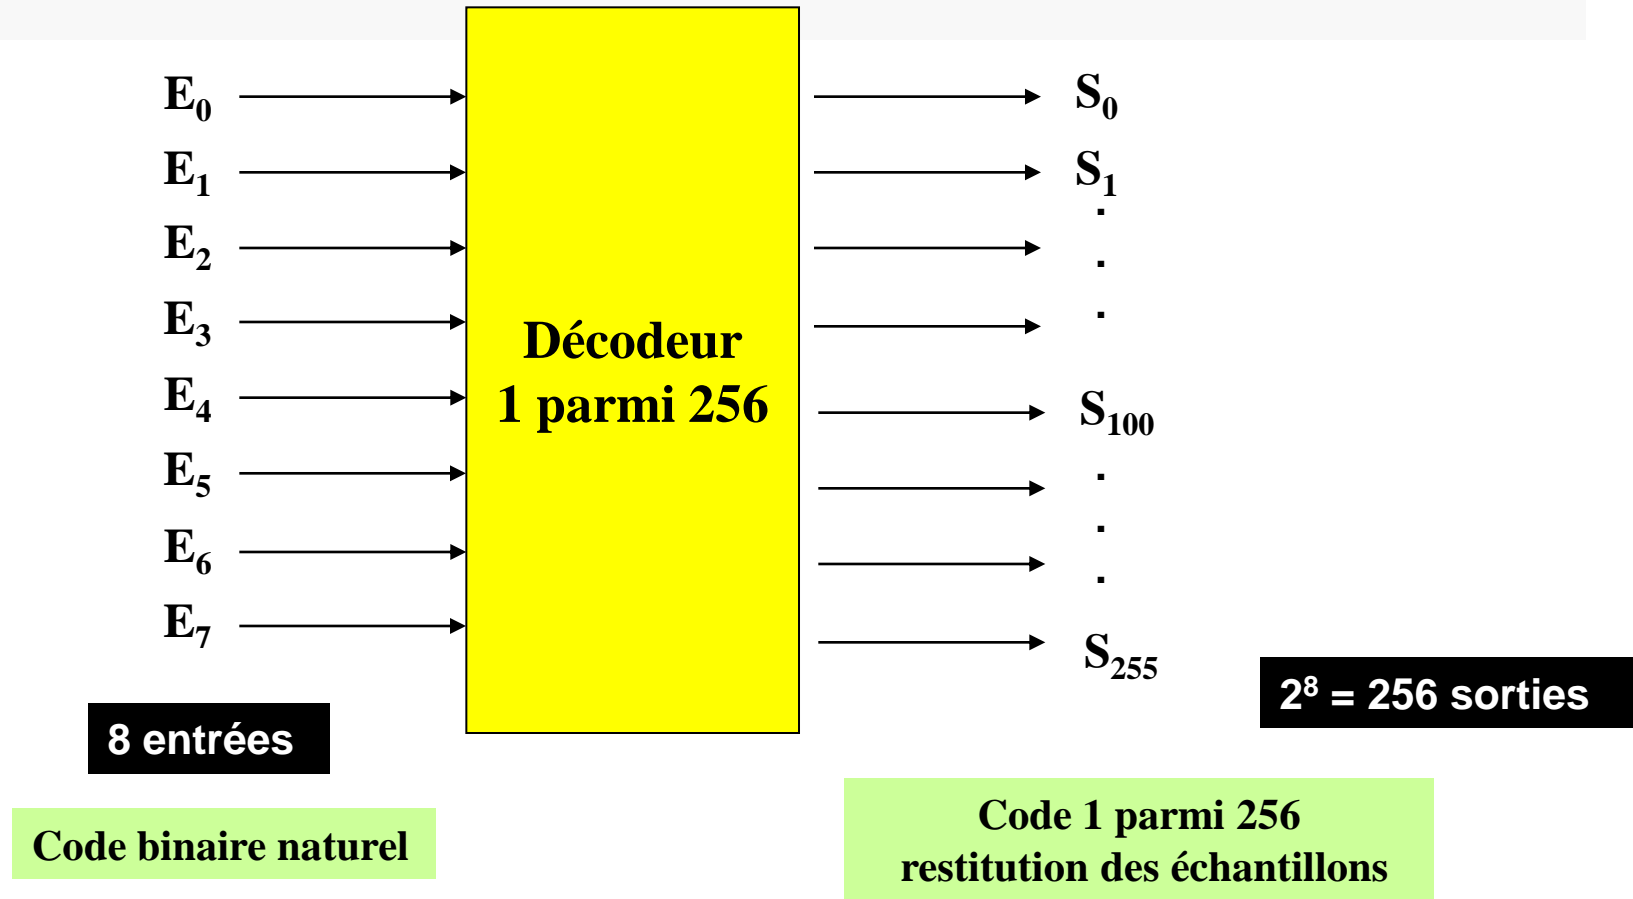 E0
E1
E2
E3
E4
E5
E6
E7
Décodeur
1 parmi 256
S0
S1
.
.
.
S100
.
.
.
S255
8 entrées
2⁸ = 256 sorties
Code binaire naturel
Code 1 parmi 256
restitution des échantillons